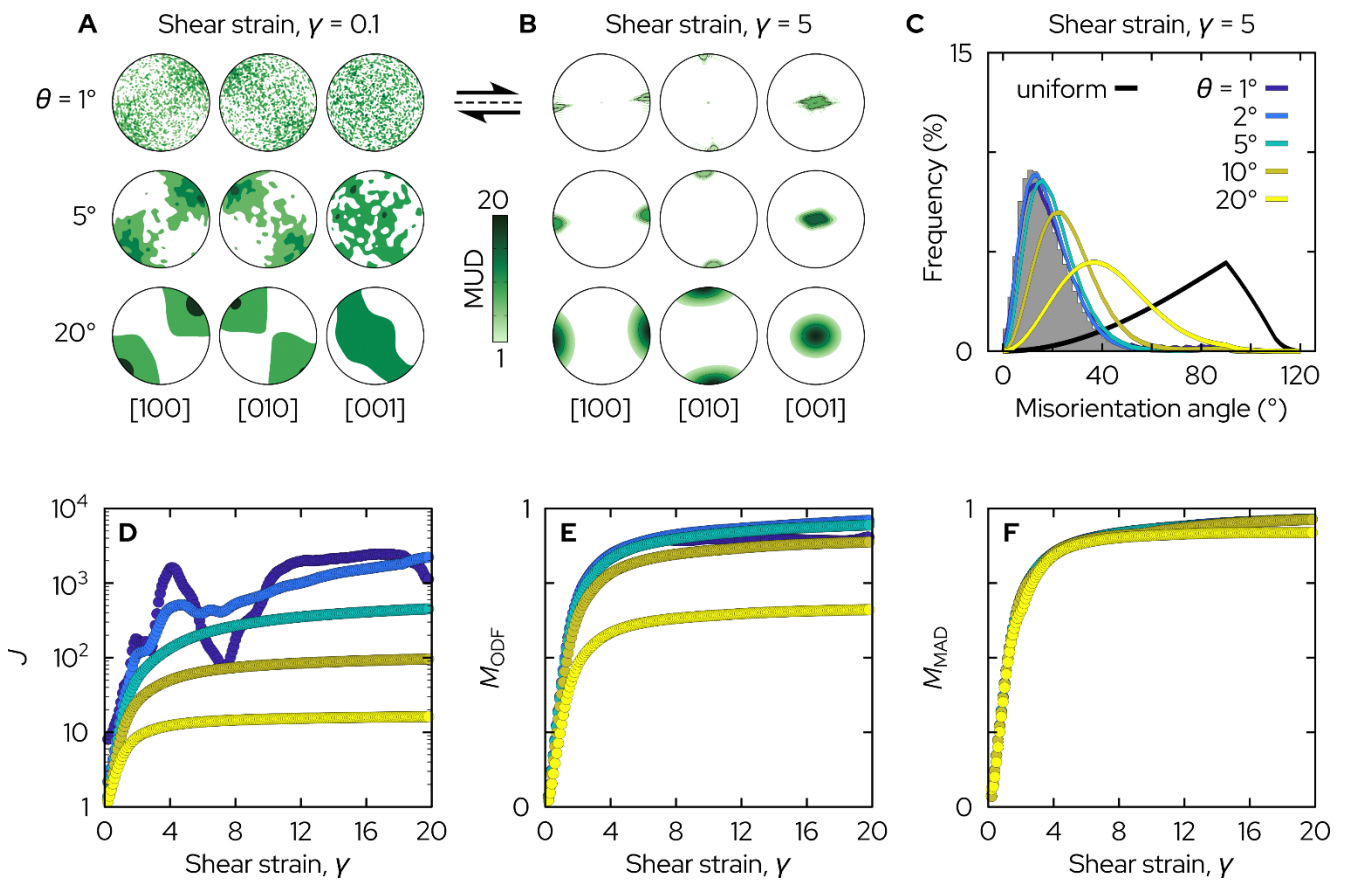 A Shear strain, γ = 0.1
B Shear strain, γ = 5
C Shear strain, γ = 5
θ = 1°
5°
20°
[100] [010] [001]
20
MUD
1
[100] [010] [001]
15
Frequency (%)
0
uniform
θ = 1°
2°
5°
10°
20°
0 40 80 120
Misorientation angle (°)
D
J
10⁴
10³
10²
10
1
0 4 8 12 16 20
Shear strain, γ
E
M_ODF
1
0
0 4 8 12 16 20
Shear strain, γ
F
M_MAD
1
0
0 4 8 12 16 20
Shear strain, γ